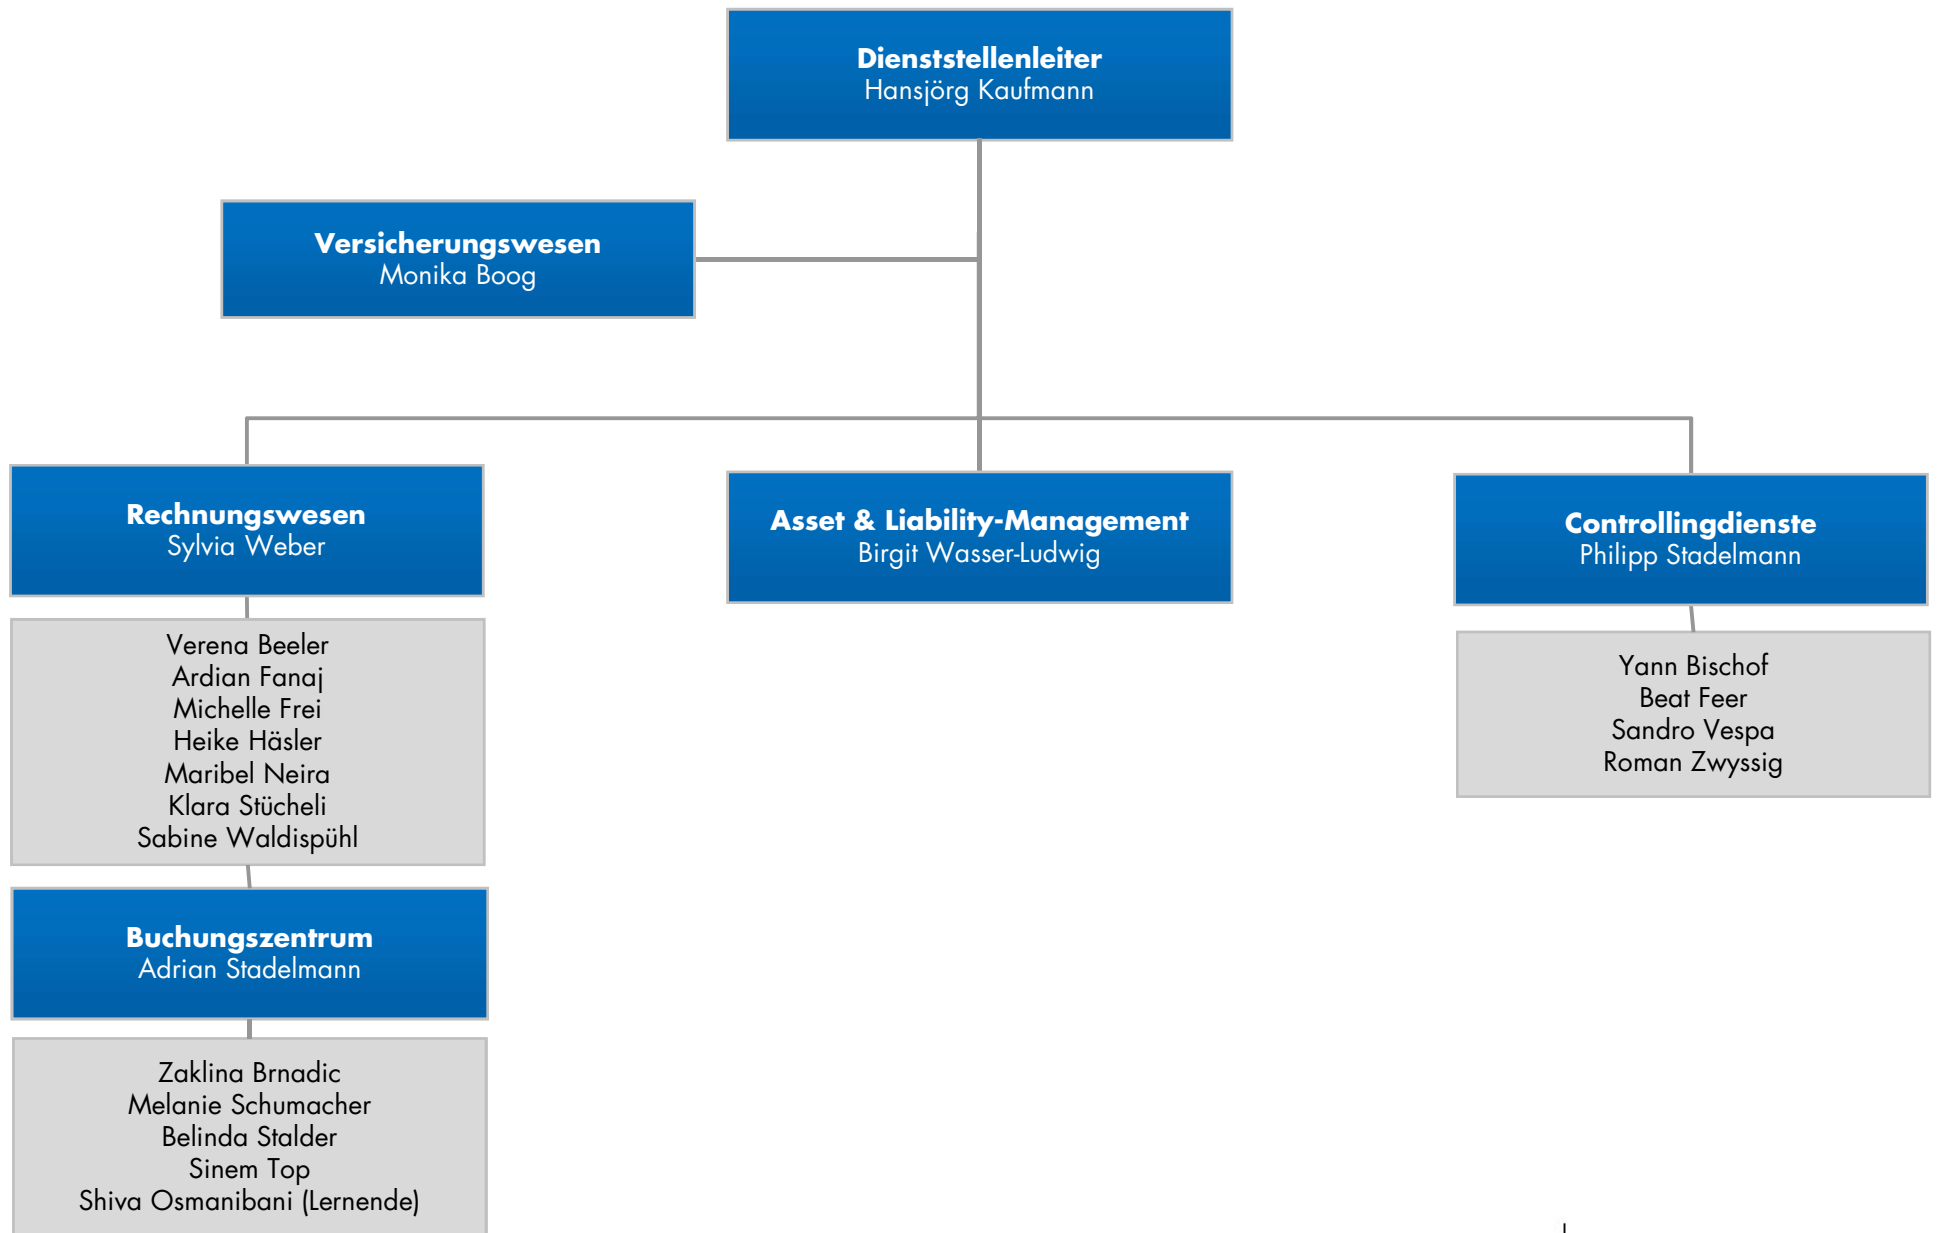 Dienststellenleiter
Hansjörg Kaufmann
Versicherungswesen
Monika Boog
Rechnungswesen
Sylvia Weber
Asset & Liability-Management
Birgit Wasser-Ludwig
Controllingdienste
Philipp Stadelmann
Verena Beeler
Ardian Fanaj
Michelle Frei
Heike Häsler
Maribel Neira
Klara Stücheli
Sabine Waldispühl
Yann Bischof
Beat Feer
Sandro Vespa
Roman Zwyssig
Buchungszentrum
Adrian Stadelmann
Zaklina Brnadic
Melanie Schumacher
Belinda Stalder
Sinem Top
Shiva Osmanibani (Lernende)